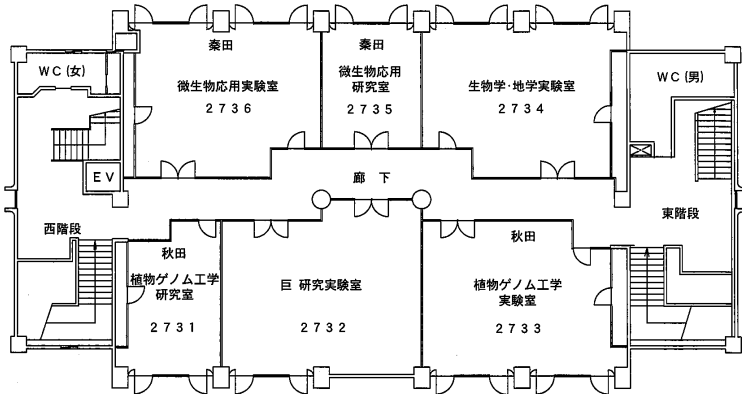 秦田
微生物応用実験室
2736
秦田
微生物応用
研究室
2735
生物学・地学実験室
2734
WC(女)
WC(男)
EV
廊下
西階段
東階段
秋田
植物ゲノム工学
研究室
2731
巨 研究実験室
2732
秋田
植物ゲノム工学
実験室
2733